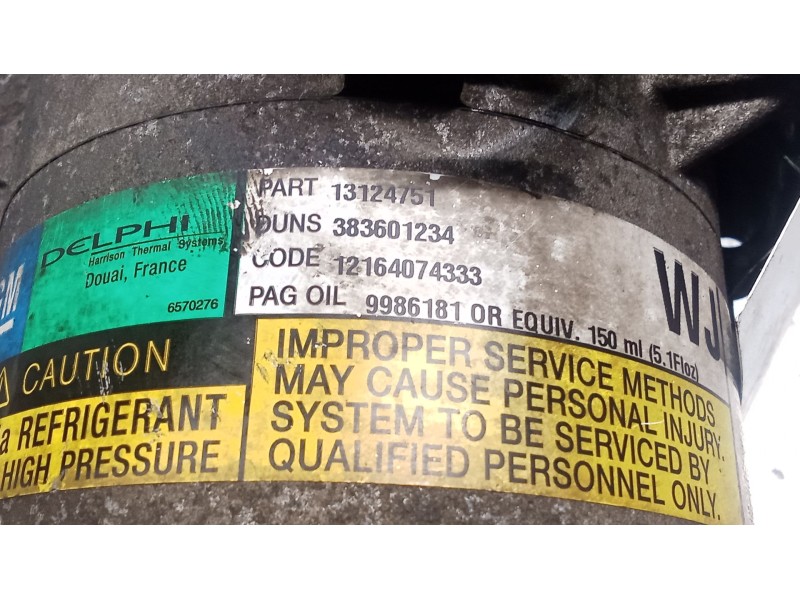 GM
DELPHI
Harrison Thermal Systems
Douai, France
6570276
PART 13124751
DUNS 383601234
CODE 12164074333
PAG OIL 9986181 OR EQUIV. 150 ml (5.1Floz)
WJ
CAUTION
a REFRIGERANT
HIGH PRESSURE
IMPROPER SERVICE METHODS
MAY CAUSE PERSONAL INJURY.
SYSTEM TO BE SERVICED BY
QUALIFIED PERSONNEL ONLY.